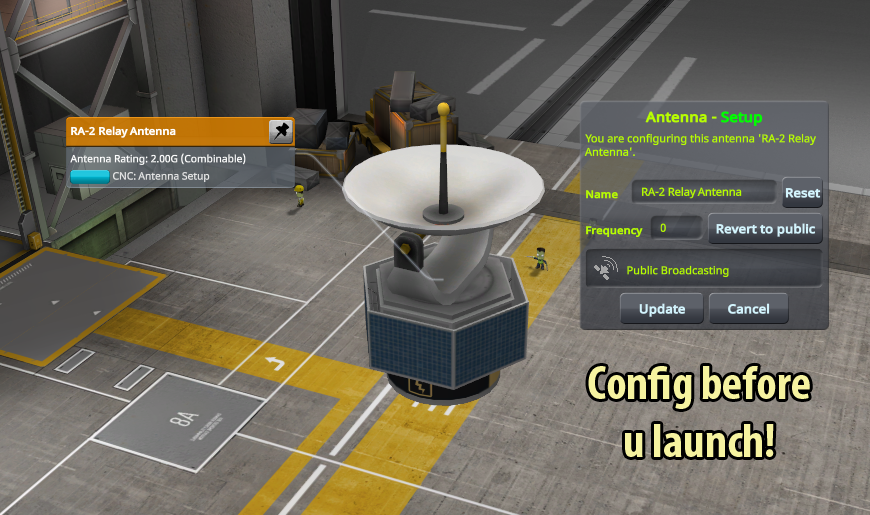 RA-2 Relay Antenna
Antenna Rating: 2.00G (Combinable)
CNC: Antenna Setup
Antenna - Setup
You are configuring this antenna 'RA-2 Relay
Antenna'.
Name RA-2 Relay Antenna Reset
Frequency 0 Revert to public
Public Broadcasting
Update Cancel
Config before
u launch!
8A